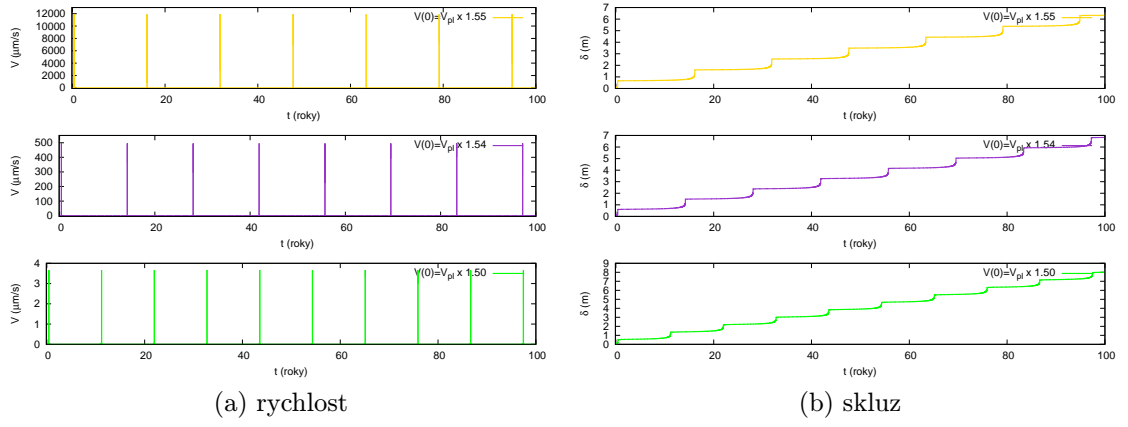 12000
10000
8000
6000
4000
2000
0
V (μm/s)
V(0)=V_pl x 1.55
0 20 40 60 80 100
t (roky)
7
6
5
4
3
2
1
0
δ (m)
V(0)=V_pl x 1.55
0 20 40 60 80 100
t (roky)
500
400
300
200
100
0
V (μm/s)
V(0)=V_pl x 1.54
0 20 40 60 80 100
t (roky)
7
6
5
4
3
2
1
0
δ (m)
V(0)=V_pl x 1.54
0 20 40 60 80 100
t (roky)
4
3
2
1
0
V (μm/s)
V(0)=V_pl x 1.50
0 20 40 60 80 100
t (roky)
9
8
7
6
5
4
3
2
1
0
δ (m)
V(0)=V_pl x 1.50
0 20 40 60 80 100
t (roky)
(a) rychlost
(b) skluz